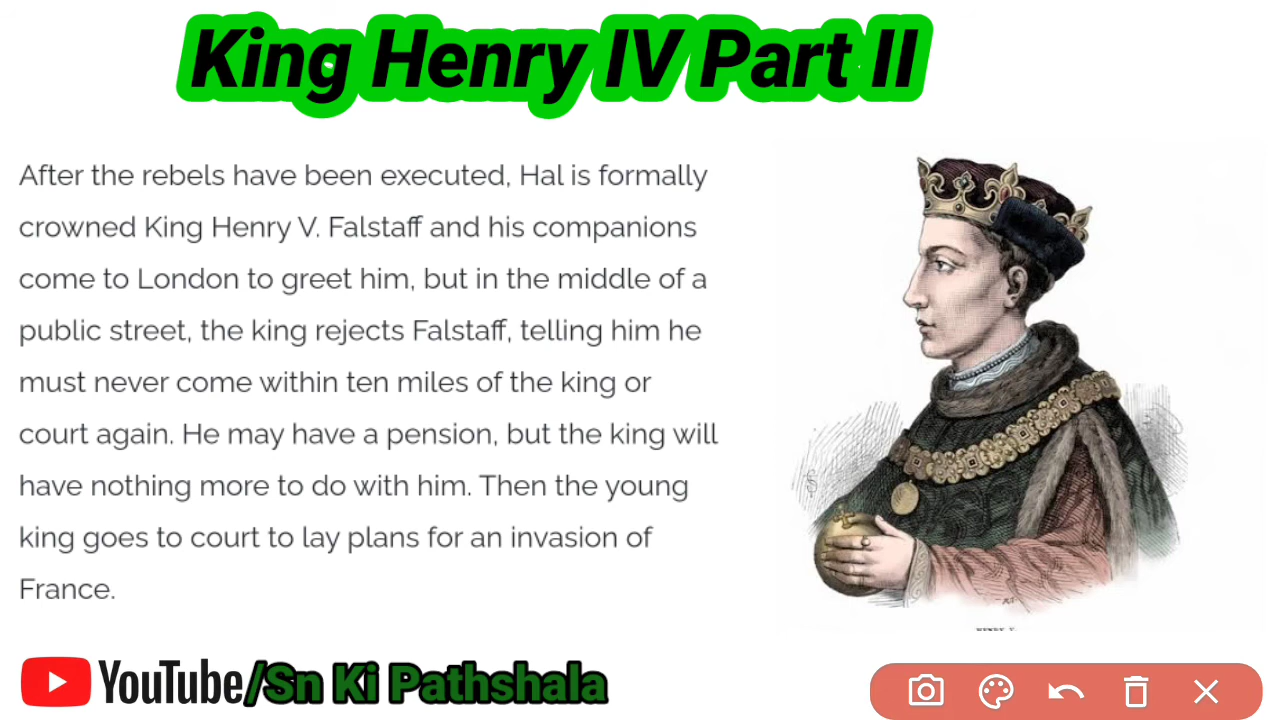 King Henry IV Part II
After the rebels have been executed, Hal is formally
crowned King Henry V. Falstaff and his companions
come to London to greet him, but in the middle of a
public street, the king rejects Falstaff, telling him he
must never come within ten miles of the king or
court again. He may have a pension, but the king will
have nothing more to do with him. Then the young
king goes to court to lay plans for an invasion of
France.
HENRY V.
YouTube/Sn Ki Pathshala